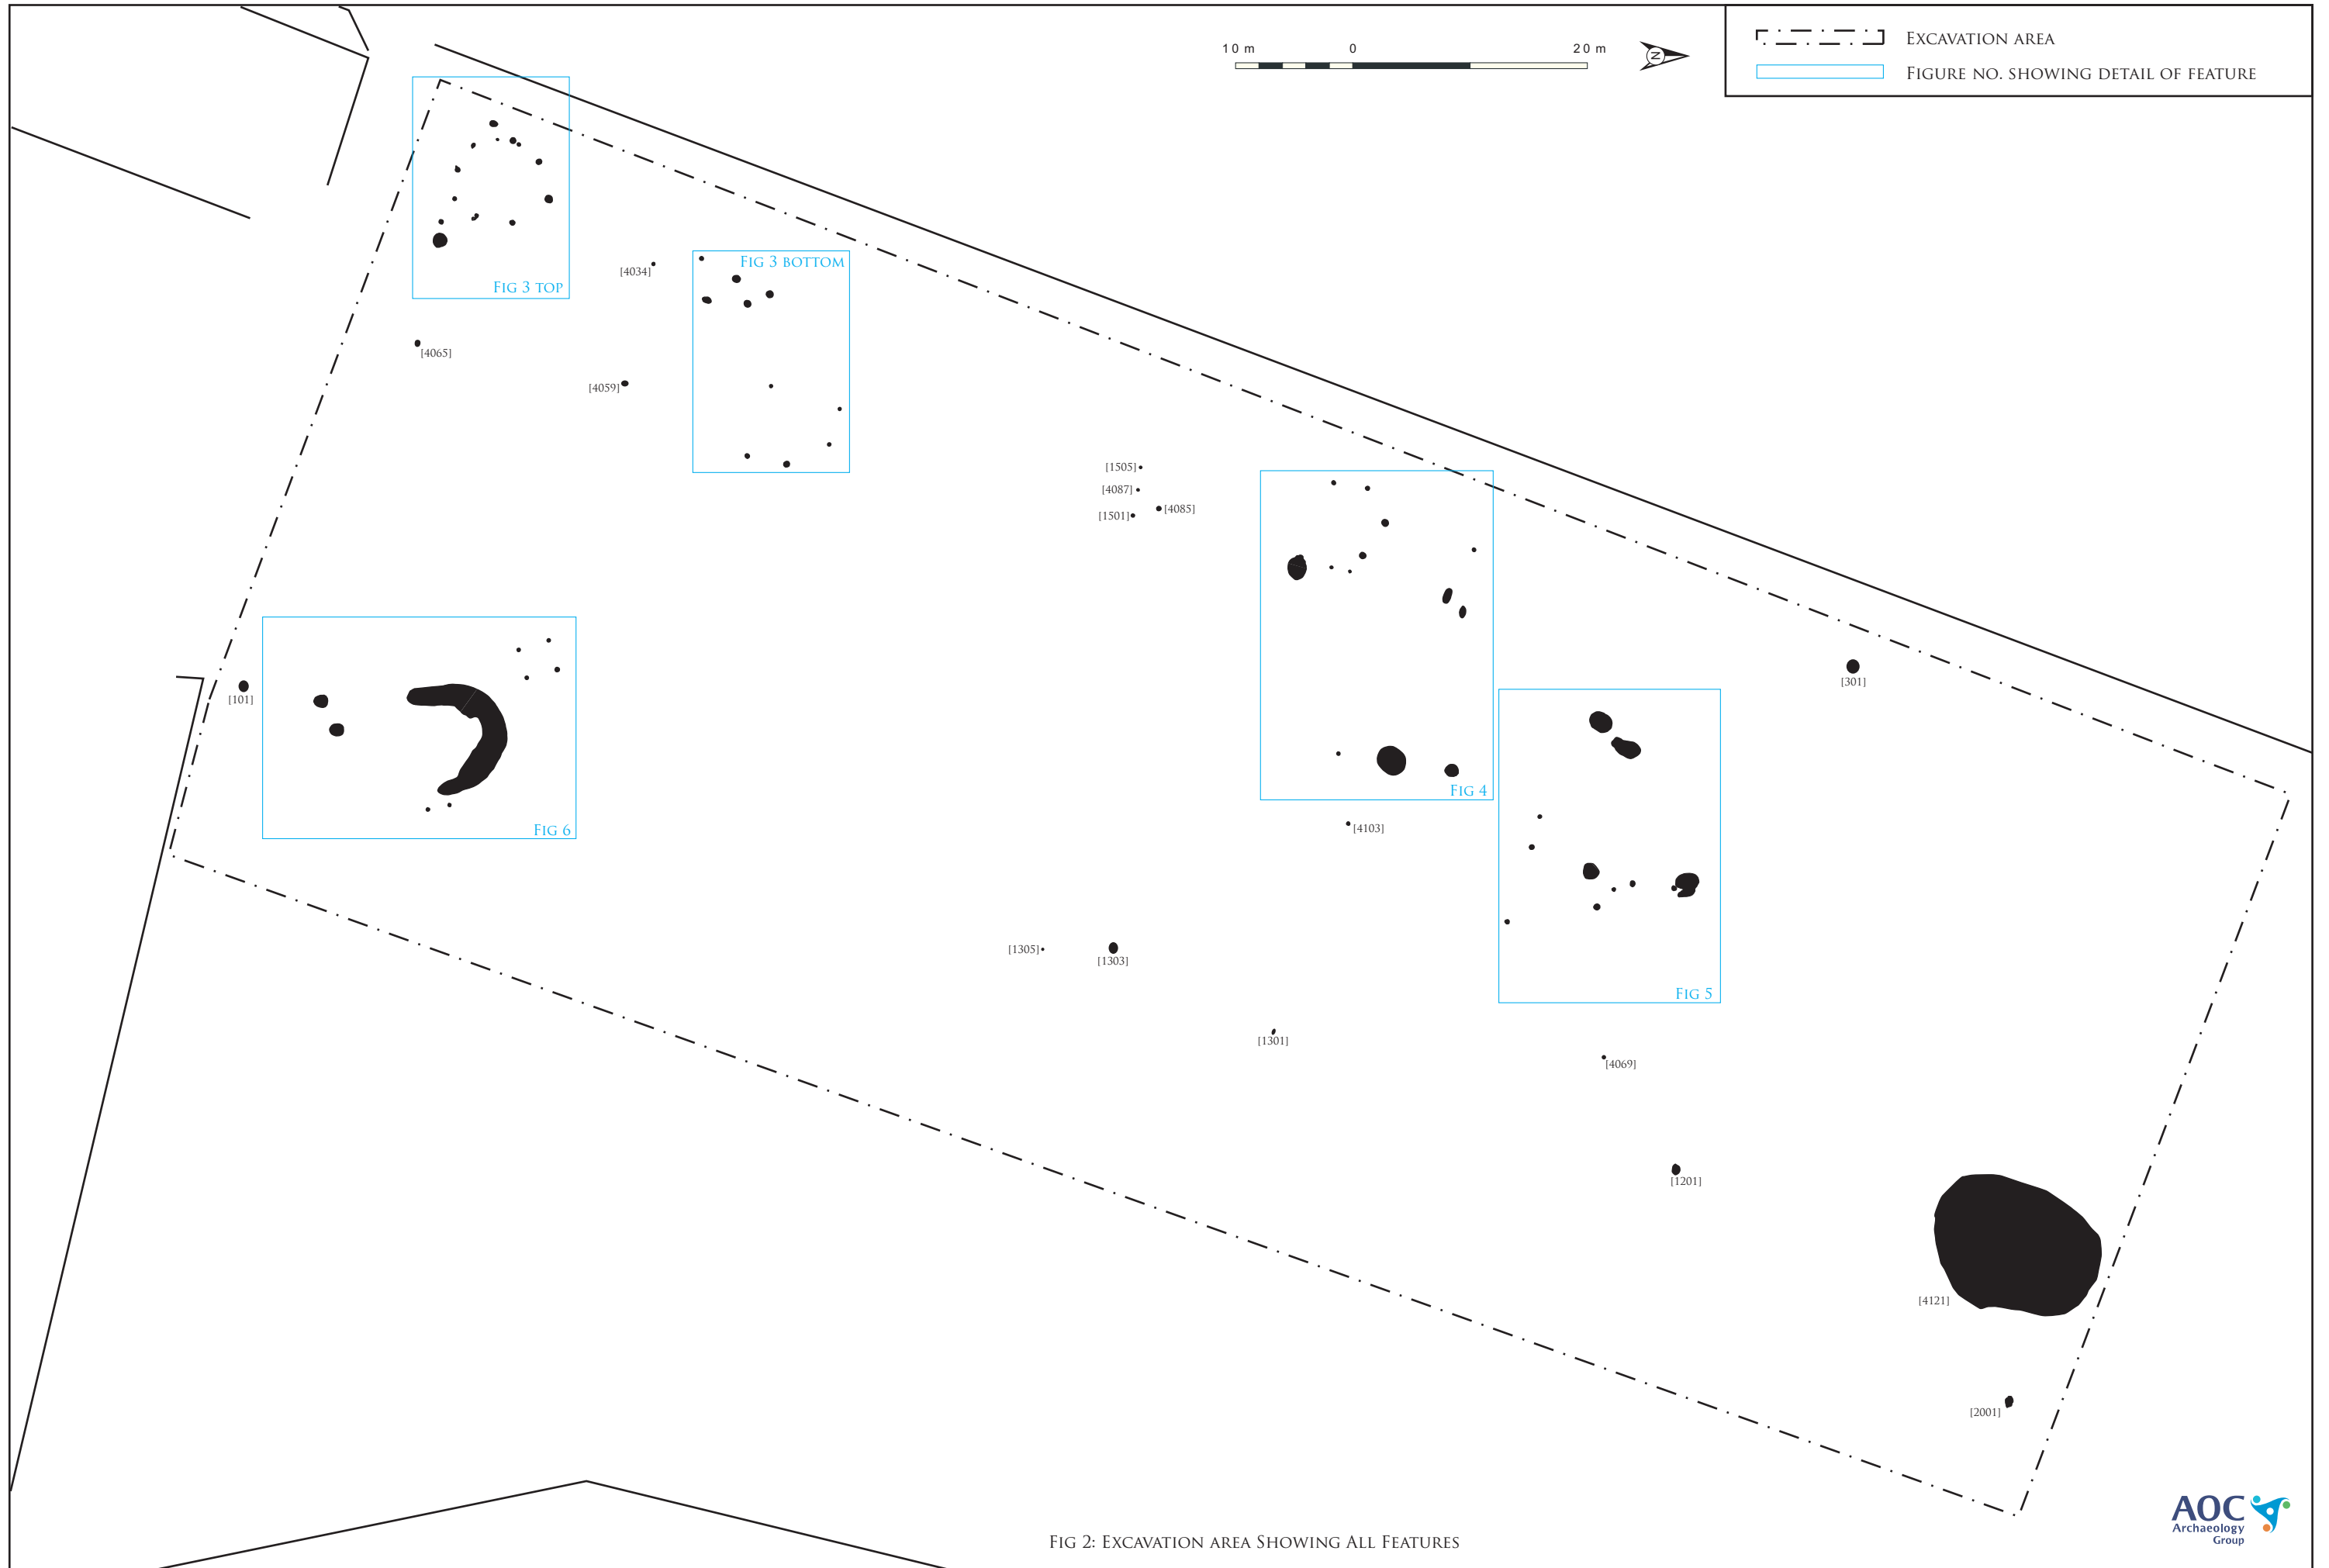 10 m 0 20 m
N
Excavation area
Figure no. showing detail of feature
Fig 3 top
[4034]
Fig 3 bottom
[4065]
[4059]
[1505]
[4087]
[4085]
[1501]
[301]
[101]
Fig 6
Fig 4
[4103]
[1305]
[1303]
Fig 5
[1301]
[4069]
[1201]
[4121]
[2001]
AOC
Archaeology
Group
Fig 2: Excavation area Showing All Features